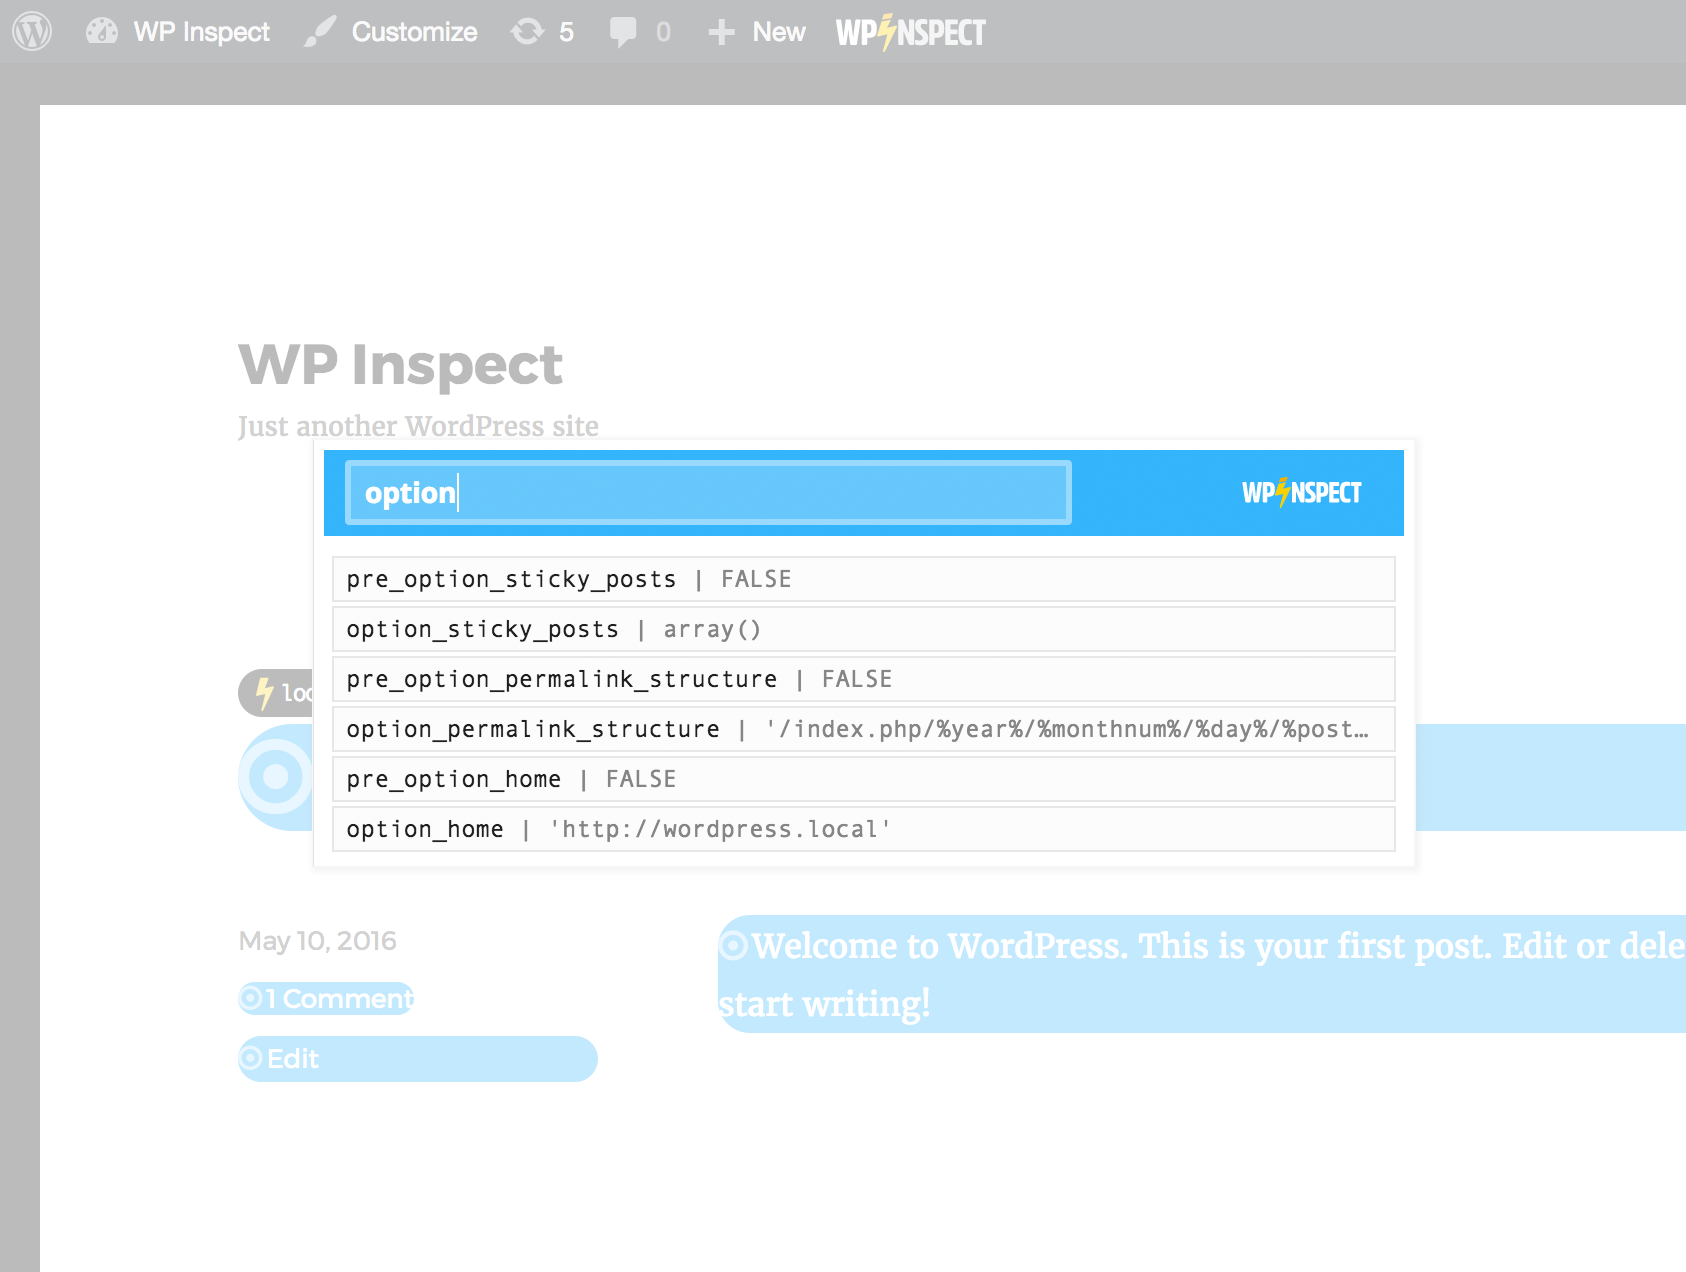 WP Inspect Customize 5 0 New WP⚡NSPECT
WP Inspect
Just another WordPress site
option WP⚡NSPECT
pre_option_sticky_posts | FALSE
option_sticky_posts | array()
pre_option_permalink_structure | FALSE
option_permalink_structure | '/index.php/%year%/%monthnum%/%day%/%post…
pre_option_home | FALSE
option_home | 'http://wordpress.local'
May 10, 2016
1 Comment
Edit
Welcome to WordPress. This is your first post. Edit or dele
start writing!